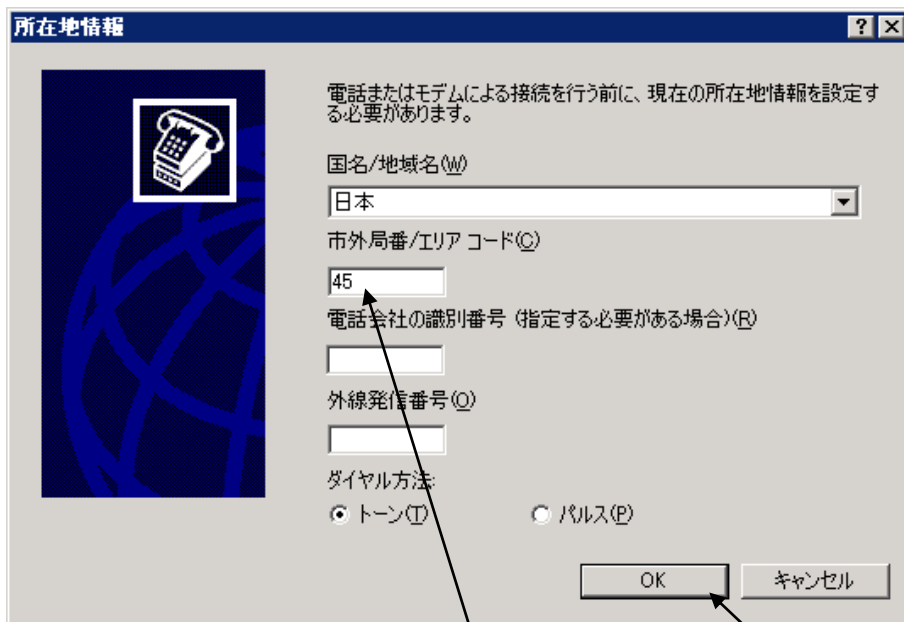 所在地情報
電話またはモデムによる接続を行う前に、現在の所在地情報を設定す
る必要があります。
国名/地域名(W)
日本
市外局番/エリア コード(C)
45
電話会社の識別番号 (指定する必要がある場合)(R)
外線発信番号(O)
ダイヤル方法:
トーン(T) パルス(P)
OK キャンセル